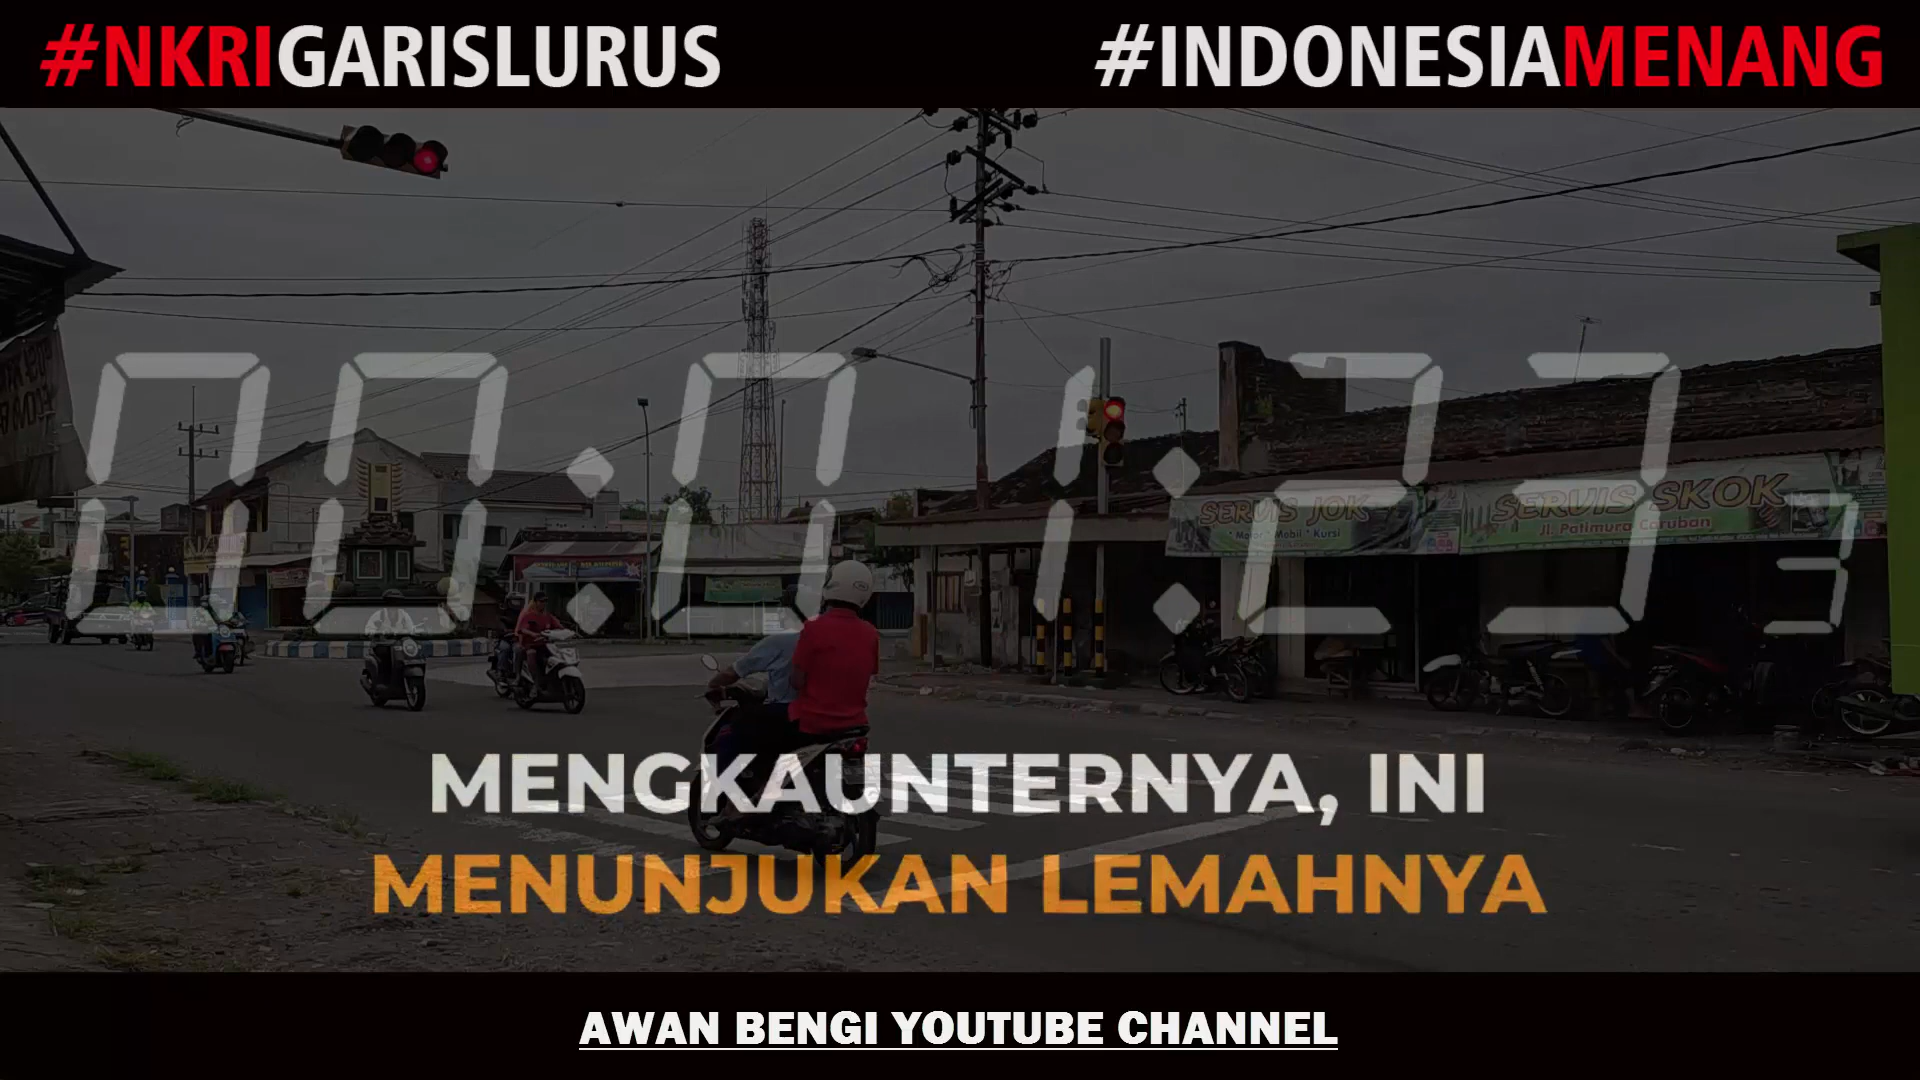 #NKRIGARISLURUS
#INDONESIAMENANG
00:01:23 3
SERVIS JOK
* Motor * Mobil * Kursi
SERVIS SKOK
Jl. Patimura Caruban
MENGKAUNTERNYA, INI
MENUNJUKAN LEMAHNYA
AWAN BENGI YOUTUBE CHANNEL